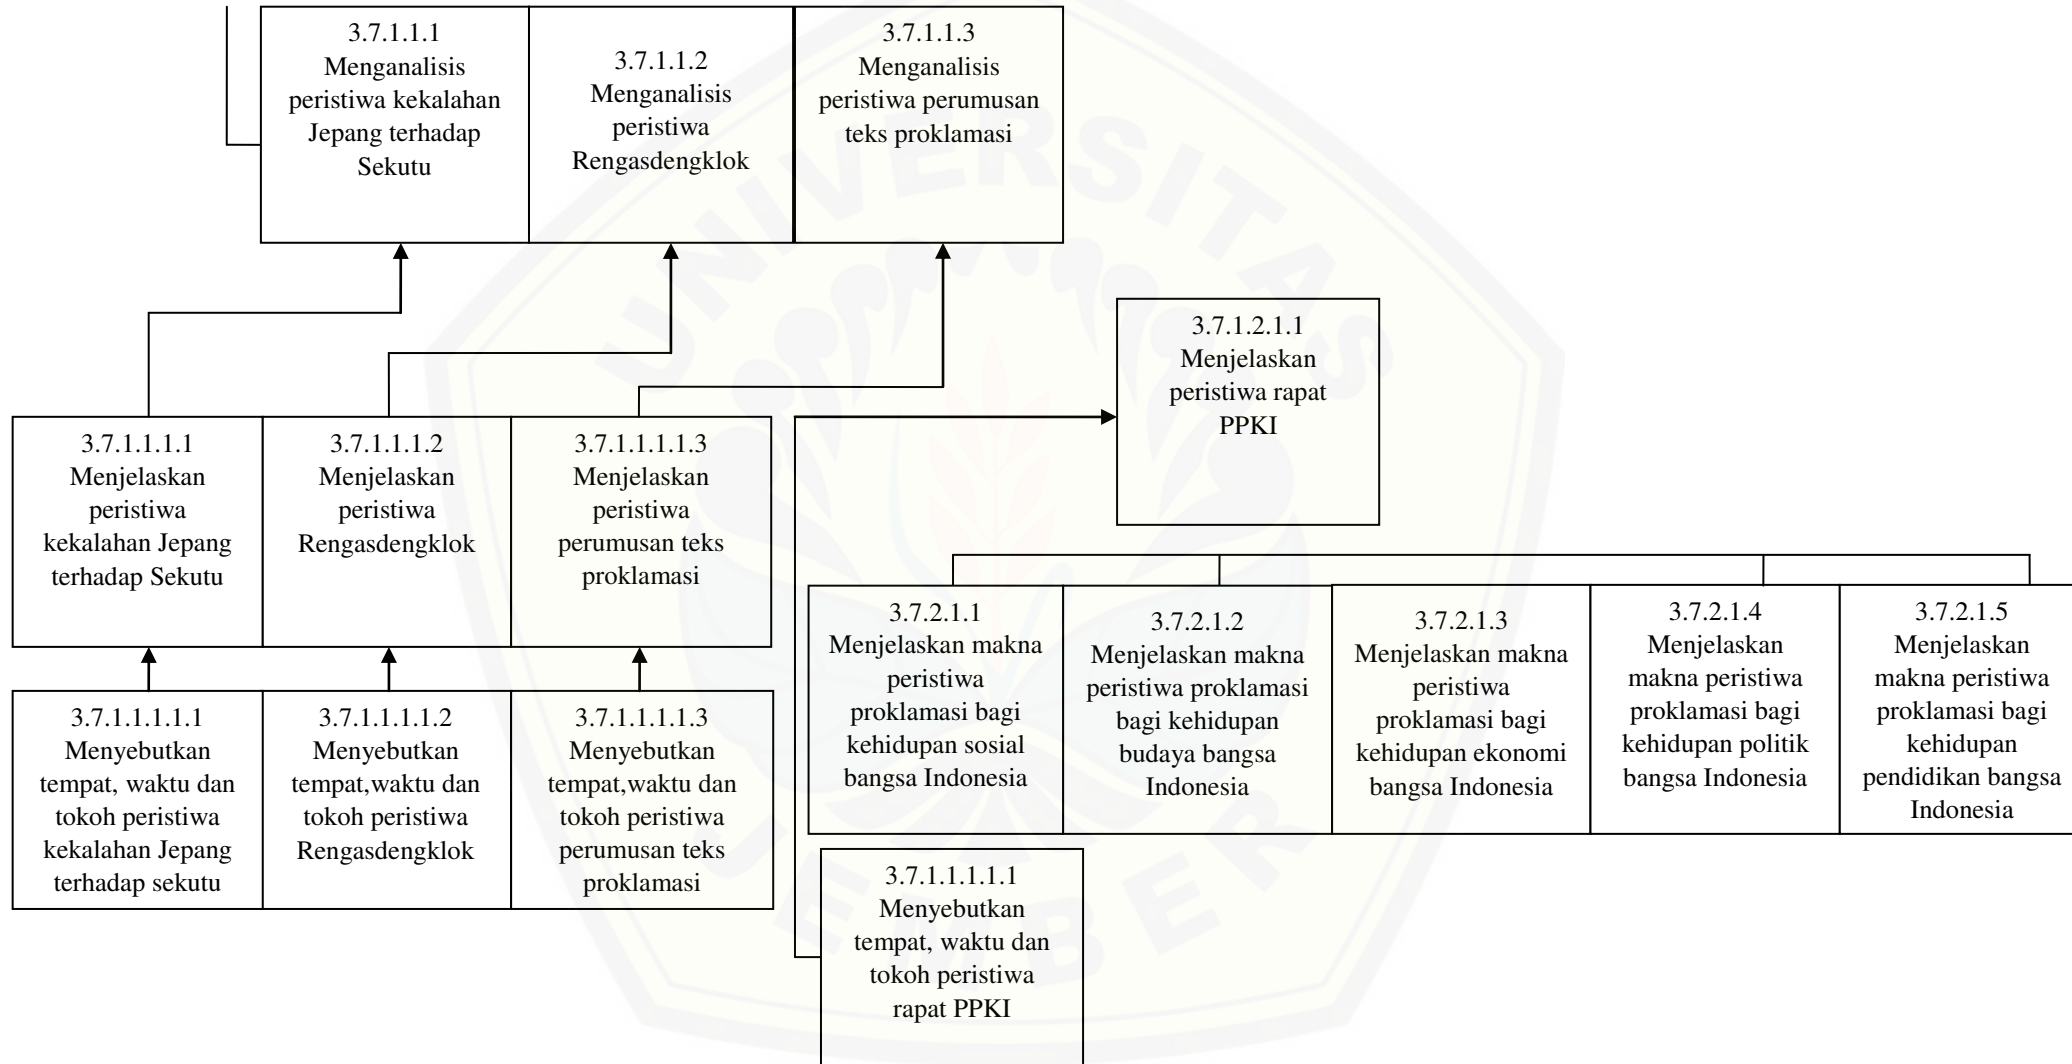 3.7.1.1.1
Menganalisis
peristiwa kekalahan
Jepang terhadap
Sekutu
3.7.1.1.2
Menganalisis
peristiwa
Rengasdengklok
3.7.1.1.3
Menganalisis
peristiwa perumusan
teks proklamasi
3.7.1.2.1.1
Menjelaskan
peristiwa rapat
PPKI
3.7.1.1.1.1
Menjelaskan
peristiwa
kekalahan Jepang
terhadap Sekutu
3.7.1.1.1.2
Menjelaskan
peristiwa
Rengasdengklok
3.7.1.1.1.1.3
Menjelaskan
peristiwa
perumusan teks
proklamasi
3.7.2.1.1
Menjelaskan makna
peristiwa
proklamasi bagi
kehidupan sosial
bangsa Indonesia
3.7.2.1.2
Menjelaskan makna
peristiwa proklamasi
bagi kehidupan
budaya bangsa
Indonesia
3.7.2.1.3
Menjelaskan makna
peristiwa
proklamasi bagi
kehidupan ekonomi
bangsa Indonesia
3.7.2.1.4
Menjelaskan
makna peristiwa
proklamasi bagi
kehidupan politik
bangsa Indonesia
3.7.2.1.5
Menjelaskan
makna peristiwa
proklamasi bagi
kehidupan
pendidikan bangsa
Indonesia
3.7.1.1.1.1.1
Menyebutkan
tempat, waktu dan
tokoh peristiwa
kekalahan Jepang
terhadap sekutu
3.7.1.1.1.1.2
Menyebutkan
tempat,waktu dan
tokoh peristiwa
Rengasdengklok
3.7.1.1.1.1.3
Menyebutkan
tempat,waktu dan
tokoh peristiwa
perumusan teks
proklamasi
3.7.1.1.1.1.1
Menyebutkan
tempat, waktu dan
tokoh peristiwa
rapat PPKI
UNIVERSITAS
JEMBER